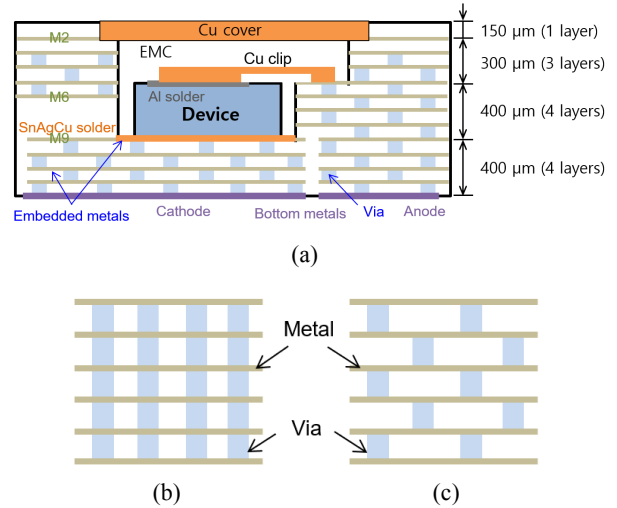 Cu cover
150 μm (1 layer)
M2
EMC
300 μm (3 layers)
Cu clip
M6
Al solder
400 μm (4 layers)
Device
SnAgCu solder
M9
400 μm (4 layers)
Embedded metals
Cathode
Bottom metals
Via
Anode
(a)
Metal
Via
(b)
(c)